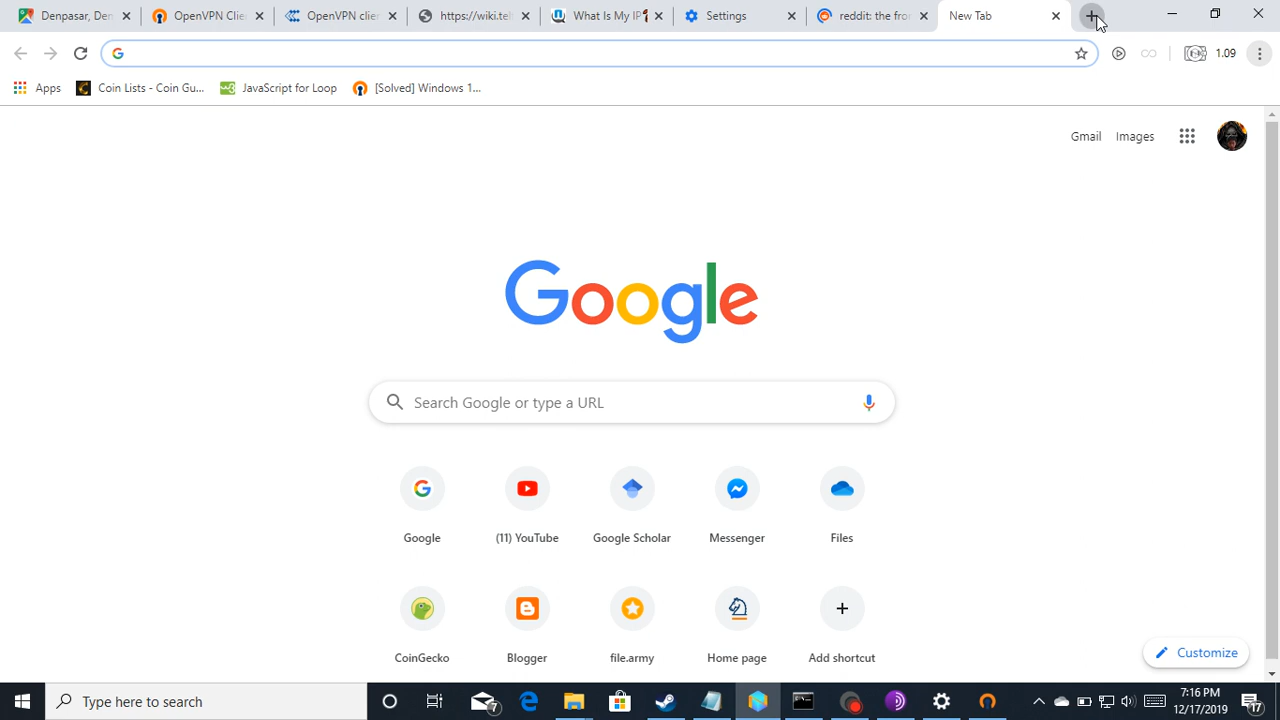 Denpasar, Den
OpenVPN Clie
OpenVPN clie
https://wiki.te
What Is My IP
Settings
reddit: the fro
New Tab
1.09
Apps
Coin Lists - Coin Gu...
JavaScript for Loop
[Solved] Windows 1...
Gmail
Images
Google
Search Google or type a URL
Google
(11) YouTube
Google Scholar
Messenger
Files
CoinGecko
Blogger
file.army
Home page
Add shortcut
Customize
Type here to search
7
7:16 PM
12/17/2019
17